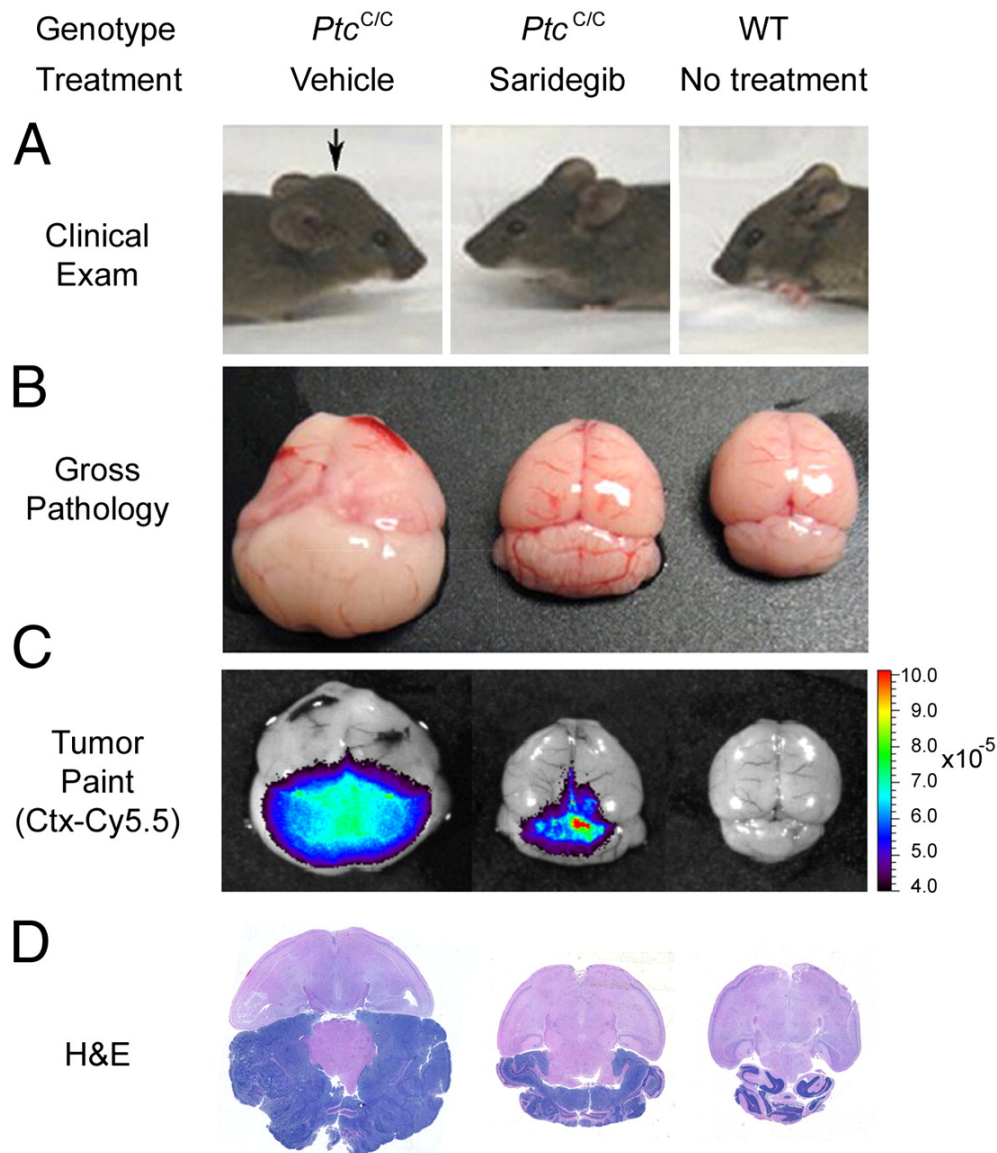 Genotype Ptc^C/C Ptc^C/C WT
Treatment Vehicle Saridegib No treatment
A
Clinical
Exam
B
Gross
Pathology
C
Tumor
Paint
(Ctx-Cy5.5)
10.0
9.0
8.0
7.0
6.0
5.0
4.0
x10^-5
D
H&E